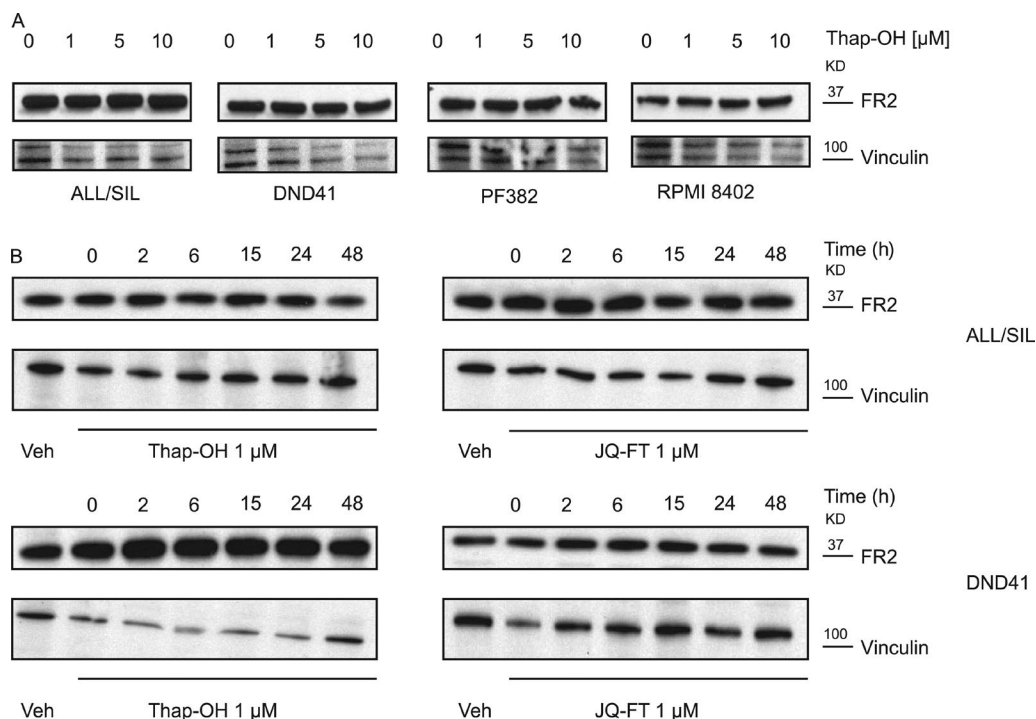 A
0 1 5 10 0 1 5 10 0 1 5 10 0 1 5 10 Thap-OH [µM]
KD
37 FR2
100 Vinculin
ALL/SIL DND41 PF382 RPMI 8402
B 0 2 6 15 24 48 0 2 6 15 24 48 Time (h)
KD
37 FR2
ALL/SIL
100 Vinculin
Veh Thap-OH 1 µM Veh JQ-FT 1 µM
0 2 6 15 24 48 0 2 6 15 24 48 Time (h)
KD
37 FR2
DND41
100 Vinculin
Veh Thap-OH 1 µM Veh JQ-FT 1 µM